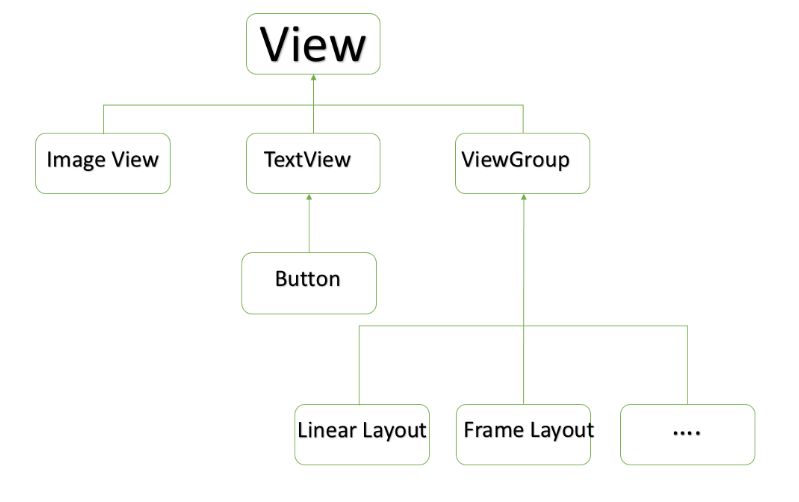 View
Image View
TextView
ViewGroup
Button
Linear Layout
Frame Layout
....